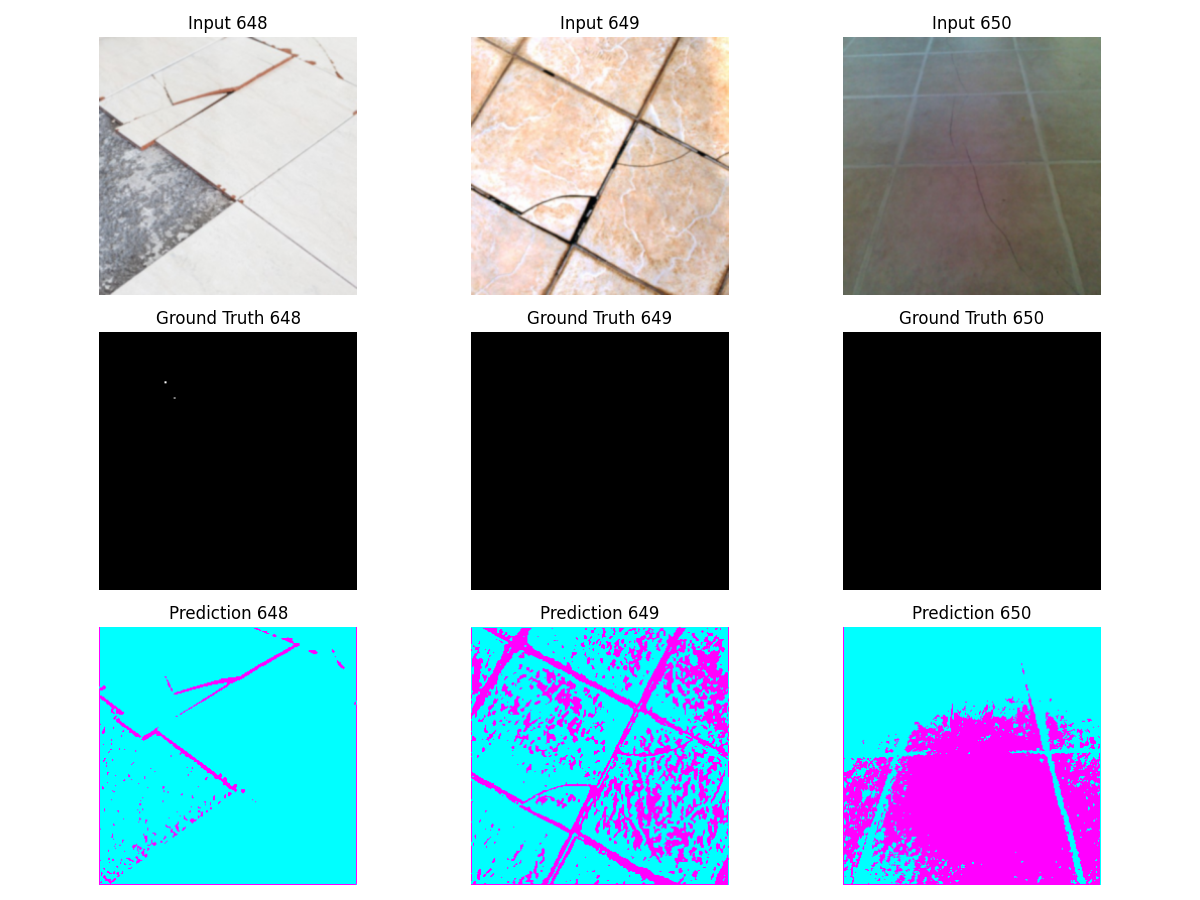 Input 648
Input 649
Input 650
Ground Truth 648
Ground Truth 649
Ground Truth 650
Prediction 648
Prediction 649
Prediction 650